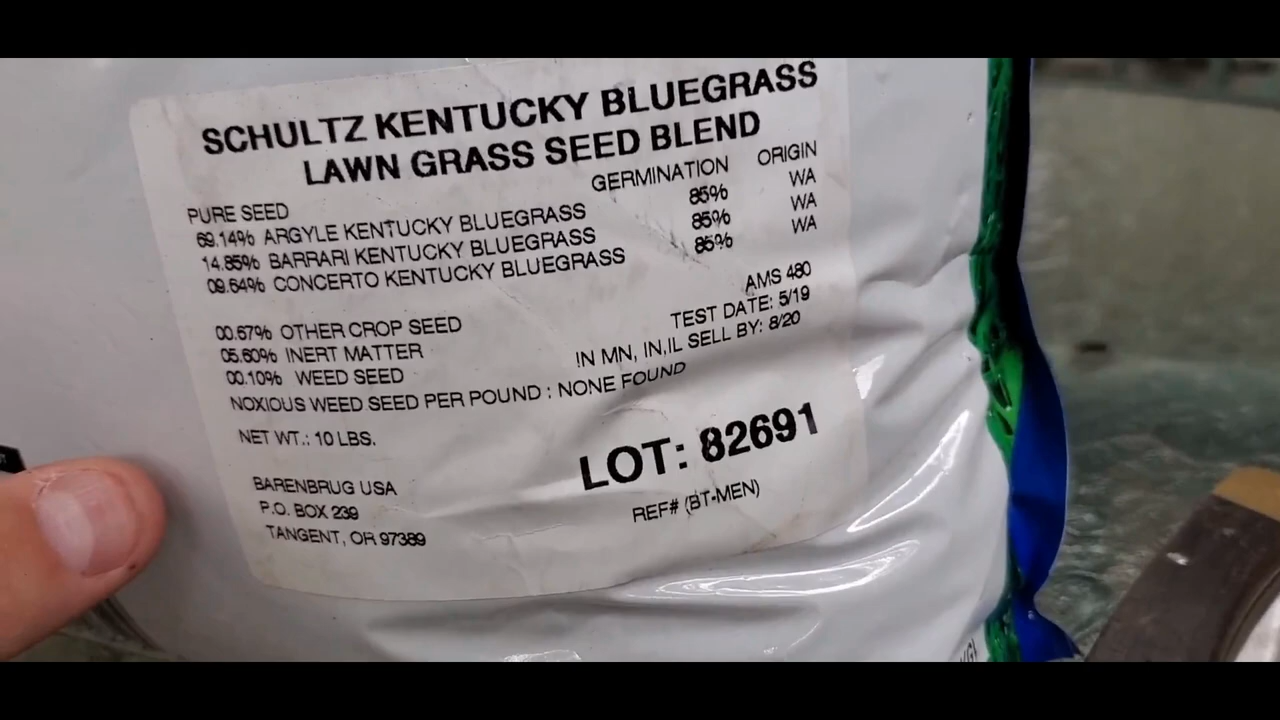 SCHULTZ KENTUCKY BLUEGRASS
LAWN GRASS SEED BLEND
PURE SEED GERMINATION ORIGIN
69.14% ARGYLE KENTUCKY BLUEGRASS 85% WA
14.85% BARRARI KENTUCKY BLUEGRASS 85% WA
09.64% CONCERTO KENTUCKY BLUEGRASS 85% WA
AMS 480
00.67% OTHER CROP SEED TEST DATE: 5/19
05.60% INERT MATTER IN MN, IN,IL SELL BY: 8/20
00.10% WEED SEED
NOXIOUS WEED SEED PER POUND : NONE FOUND
NET WT.: 10 LBS.
LOT: 82691
BARENBRUG USA
P.O. BOX 239
TANGENT, OR 97389
REF# (BT-MEN)